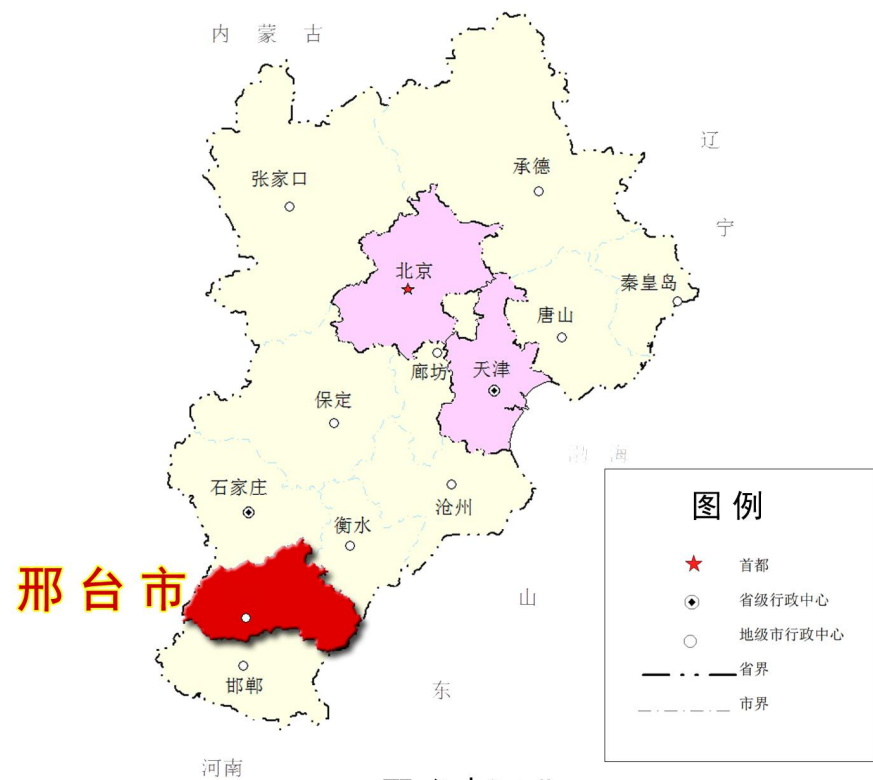 内 蒙 古
辽
宁
张家口
承德
北京
秦皇岛
唐山
廊坊
天津
保定
渤 海
石家庄
沧州
衡水
邢台市
山
东
邯郸
河南
图例
首都
省级行政中心
地级市行政中心
省界
市界